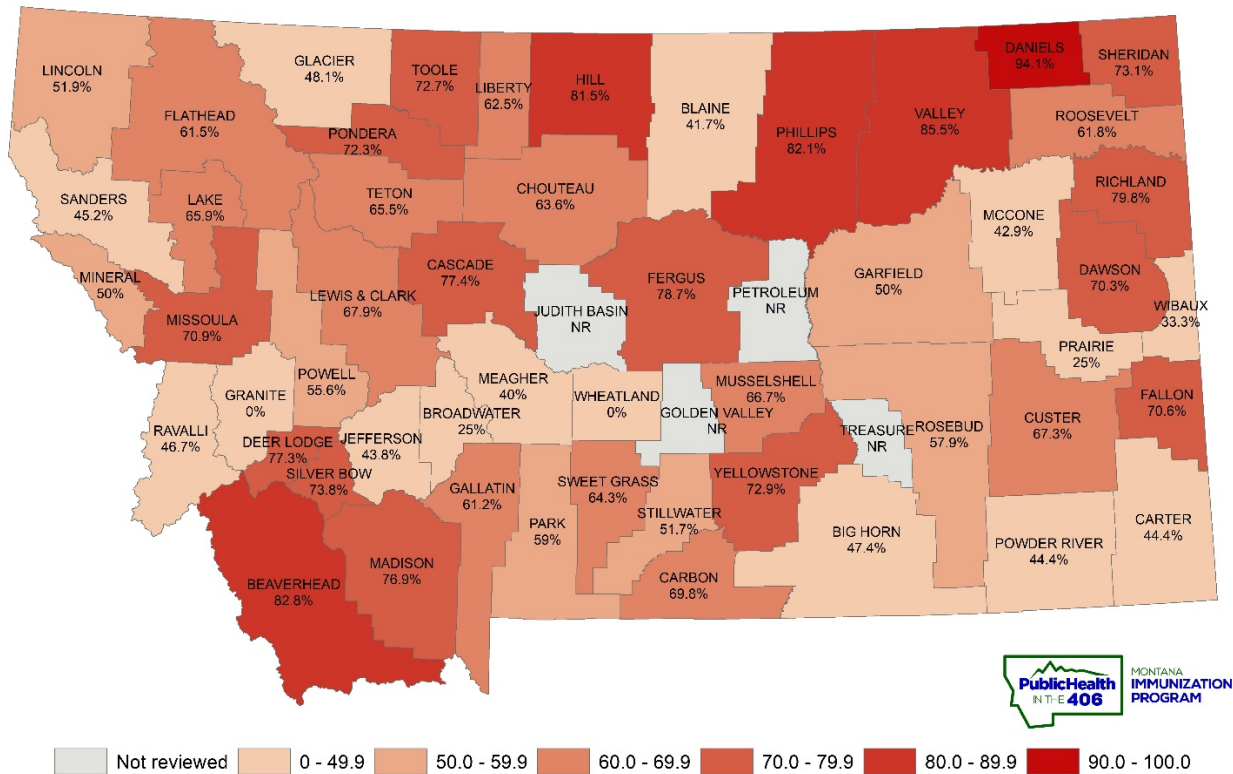 LINCOLN
51.9%
GLACIER
48.1%
TOOLE
72.7%
LIBERTY
62.5%
HILL
81.5%
BLAINE
41.7%
PHILLIPS
82.1%
VALLEY
85.5%
DANIELS
94.1%
SHERIDAN
73.1%
FLATHEAD
61.5%
PONDERA
72.3%
ROOSEVELT
61.8%
SANDERS
45.2%
LAKE
65.9%
TETON
65.5%
CHOUTEAU
63.6%
MCCONE
42.9%
RICHLAND
79.8%
MINERAL
50%
MISSOULA
70.9%
LEWIS & CLARK
67.9%
CASCADE
77.4%
JUDITH BASIN
NR
FERGUS
78.7%
PETROLEUM
NR
GARFIELD
50%
DAWSON
70.3%
WIBAUX
33.3%
PRAIRIE
25%
RAVALLI
46.7%
GRANITE
0%
POWELL
55.6%
MEAGHER
40%
WHEATLAND
0%
GOLDEN VALLEY
NR
MUSSELSHELL
66.7%
TREASURE
NR
ROSEBUD
57.9%
CUSTER
67.3%
FALLON
70.6%
DEER LODGE
77.3%
SILVER BOW
73.8%
JEFFERSON
43.8%
BROADWATER
25%
GALLATIN
61.2%
PARK
59%
SWEET GRASS
64.3%
STILLWATER
51.7%
YELLOWSTONE
72.9%
BIG HORN
47.4%
POWDER RIVER
44.4%
CARTER
44.4%
BEAVERHEAD
82.8%
MADISON
76.9%
CARBON
69.8%
PublicHealth
IN THE 406
MONTANA
IMMUNIZATION
PROGRAM
Not reviewed 0 - 49.9 50.0 - 59.9 60.0 - 69.9 70.0 - 79.9 80.0 - 89.9 90.0 - 100.0